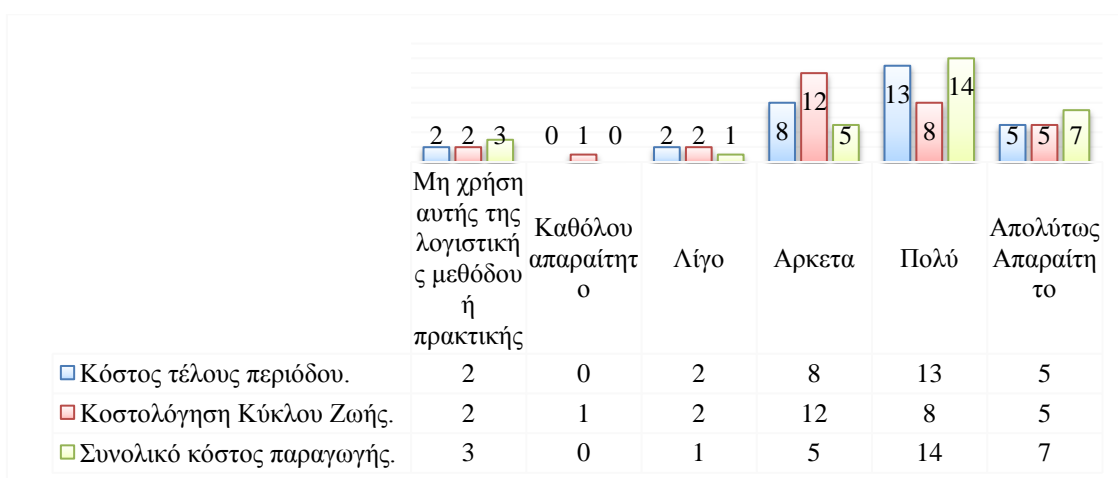 2 2 3 0 1 0 2 2 1 8 12 5 13 8 14 5 5 7
Μη χρήση
αυτής της
λογιστική
ς μεθόδου
ή
πρακτικής
Καθόλου
απαραίτητ
ο
Λίγο
Αρκετα
Πολύ
Απολύτως
Απαραίτη
το
Κόστος τέλους περιόδου. 2 0 2 8 13 5
Κοστολόγηση Κύκλου Ζωής. 2 1 2 12 8 5
Συνολικό κόστος παραγωγής. 3 0 1 5 14 7